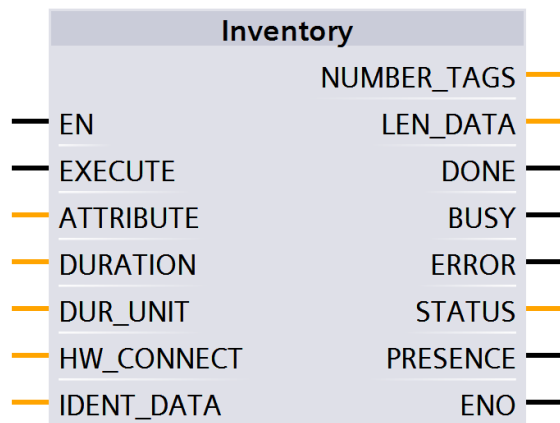 Inventory
NUMBER_TAGS
EN LEN_DATA
EXECUTE DONE
ATTRIBUTE BUSY
DURATION ERROR
DUR_UNIT STATUS
HW_CONNECT PRESENCE
IDENT_DATA ENO